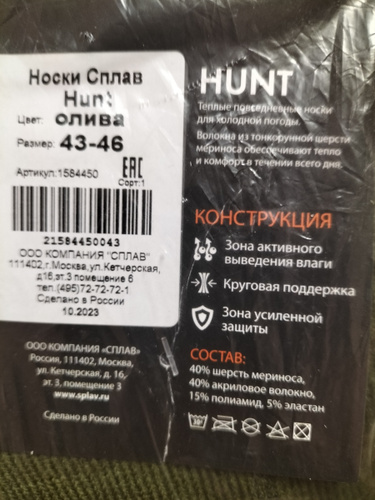 Носки Сплав
Hunt
Цвет: олива
Размер: 43-46
Артикул:1584450
EAC
Сорт:1
21584450043
ООО КОМПАНИЯ "СПЛАВ"
111402,г.Москва,ул.Кетчерская,
д16,эт.3 помещение 6
тел.(495)72-72-72-1
Сделано в России
10.2023
ООО КОМПАНИЯ «СПЛАВ»
Россия, 111402, Москва,
ул. Кетчерская, д. 16,
эт. 3, помещение 3
www.splav.ru
Сделано в России
HUNT
Теплые повседневные носки
для холодной погоды.
Волокна из тонкорунной шерсти
мериноса обеспечивают тепло
и комфорт в течении всего дня.
КОНСТРУКЦИЯ
Зона активного
выведения влаги
Круговая поддержка
Зона усиленной
защиты
СОСТАВ:
40% шерсть мериноса,
40% акриловое волокно,
15% полиамид, 5% эластан
30°